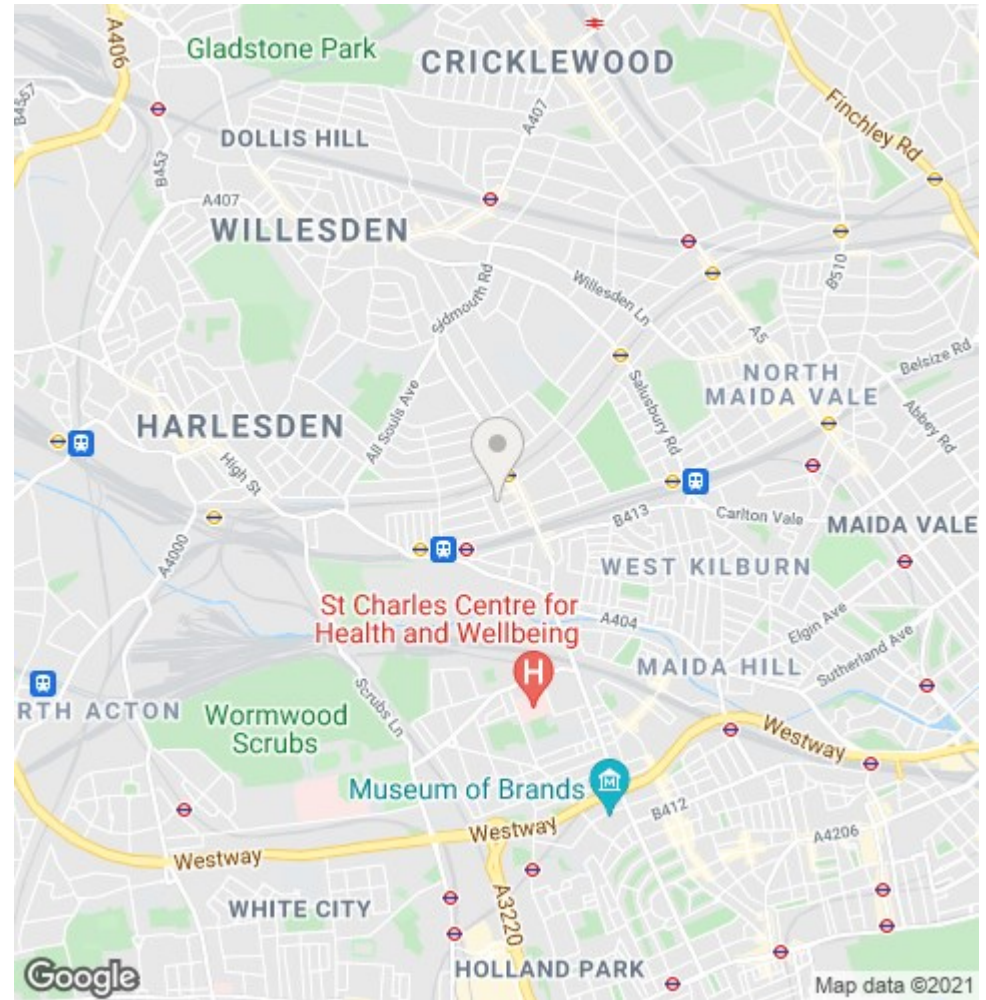 A406
Gladstone Park
CRICKLEWOOD
B4557
A407
Finchley Rd
DOLLIS HILL
B453
A407
WILLESDEN
B510
Sidmouth Rd
Willesden Ln
A5
Belsize Rd
NORTH
MAIDA VALE
Salusbury Rd
Abbey Rd
All Souls Ave
HARLESDEN
High St
B413
Carlton Vale
MAIDA VALE
A4000
WEST KILBURN
St Charles Centre for
Health and Wellbeing
A404
Elgin Ave
H
MAIDA HILL
Sutherland Ave
RTH ACTON
Scrubs Ln
Wormwood
Scrubs
Westway
Museum of Brands
M
B412
Westway
A4206
Westway
A3220
WHITE CITY
HOLLAND PARK
Google
Map data ©2021